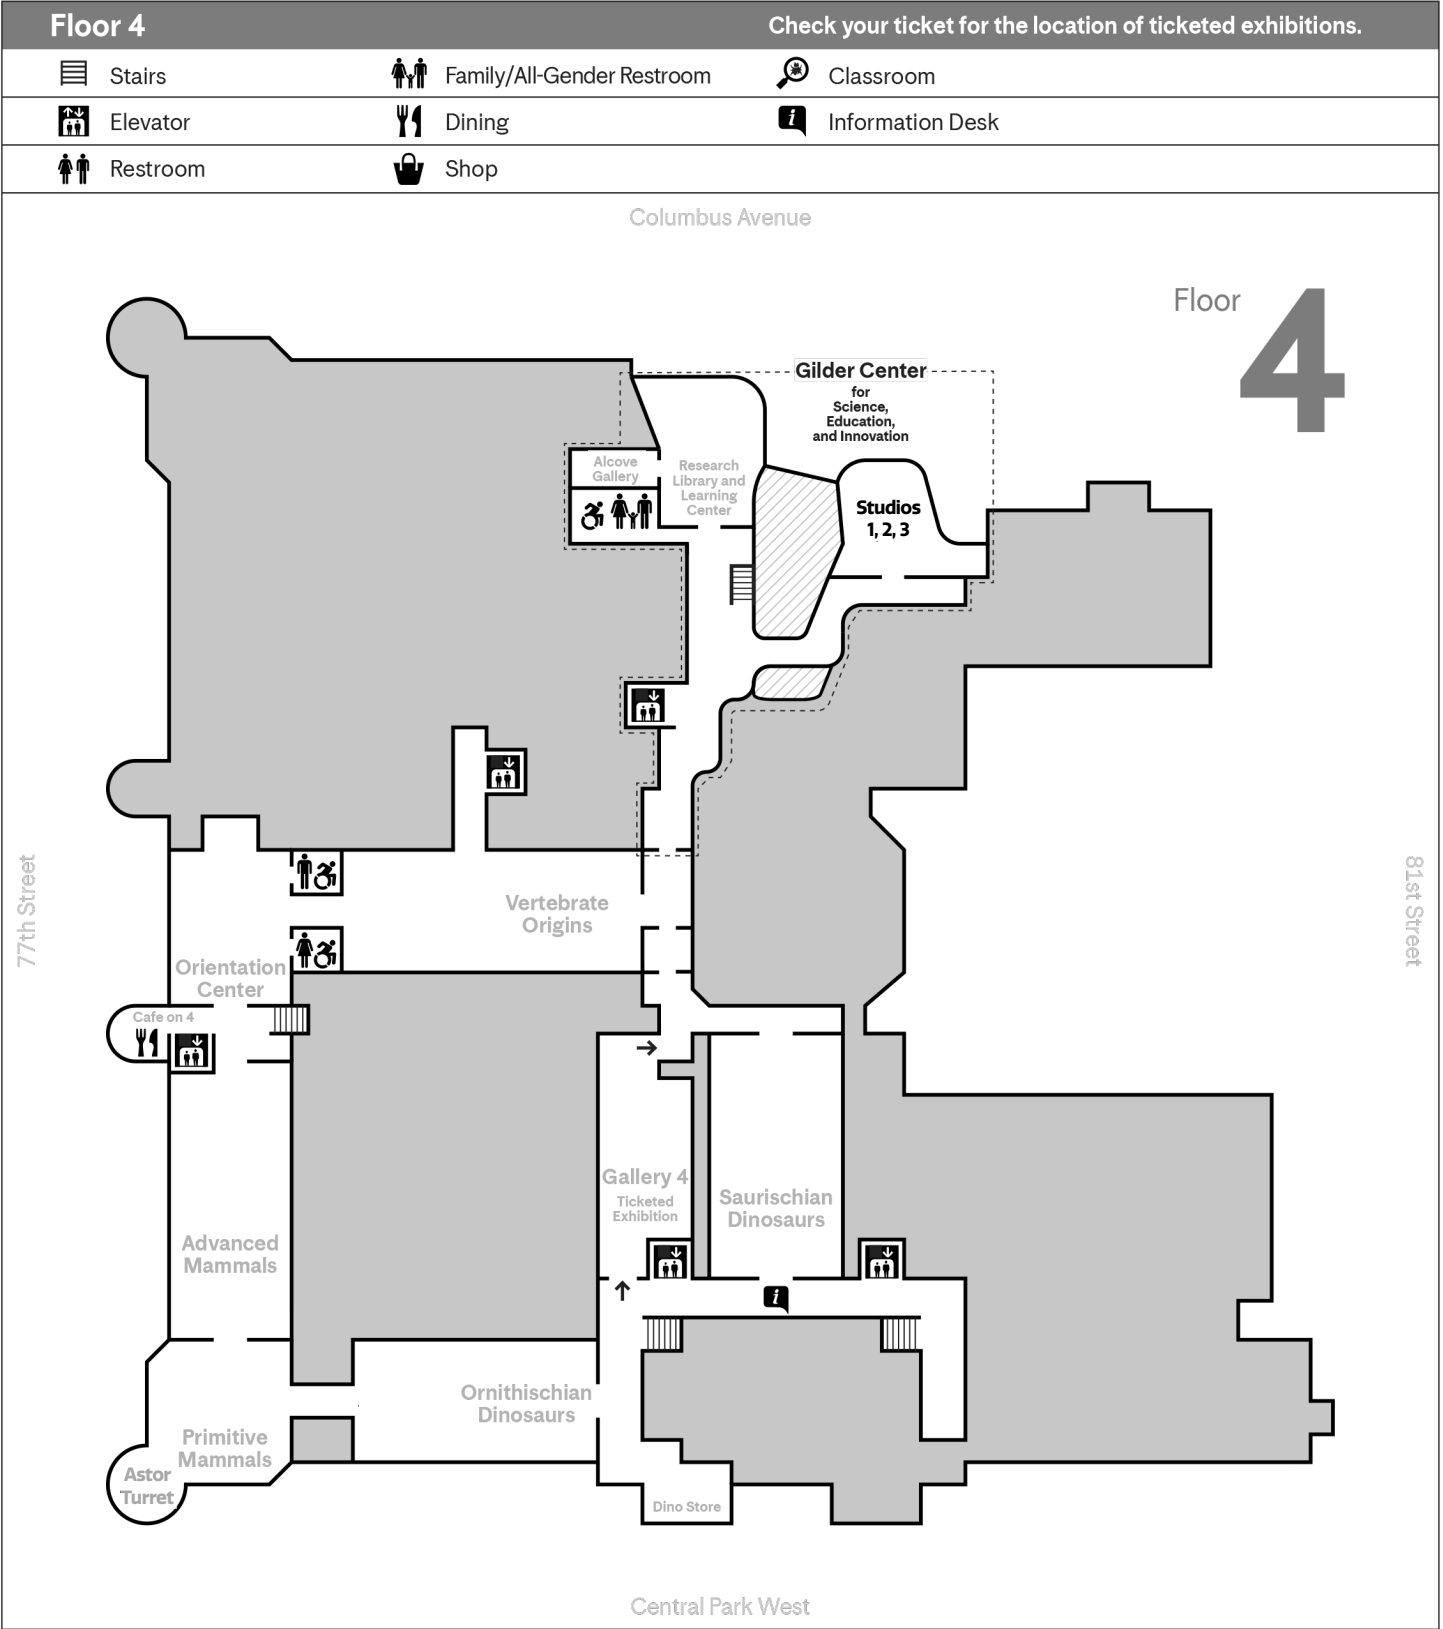 Floor 4
Check your ticket for the location of ticketed exhibitions.
Stairs
Family/All-Gender Restroom
Classroom
Elevator
Dining
Information Desk
Restroom
Shop
Columbus Avenue
Floor
4
Gilder Center
for
Science,
Education,
and Innovation
Alcove
Gallery
Research
Library and
Learning
Center
Studios
1, 2, 3
77th Street
81st Street
Vertebrate
Origins
Orientation
Center
Cafe on 4
Gallery 4
Ticketed
Exhibition
Saurischian
Dinosaurs
Advanced
Mammals
Ornithischian
Dinosaurs
Primitive
Mammals
Astor
Turret
Dino Store
Central Park West